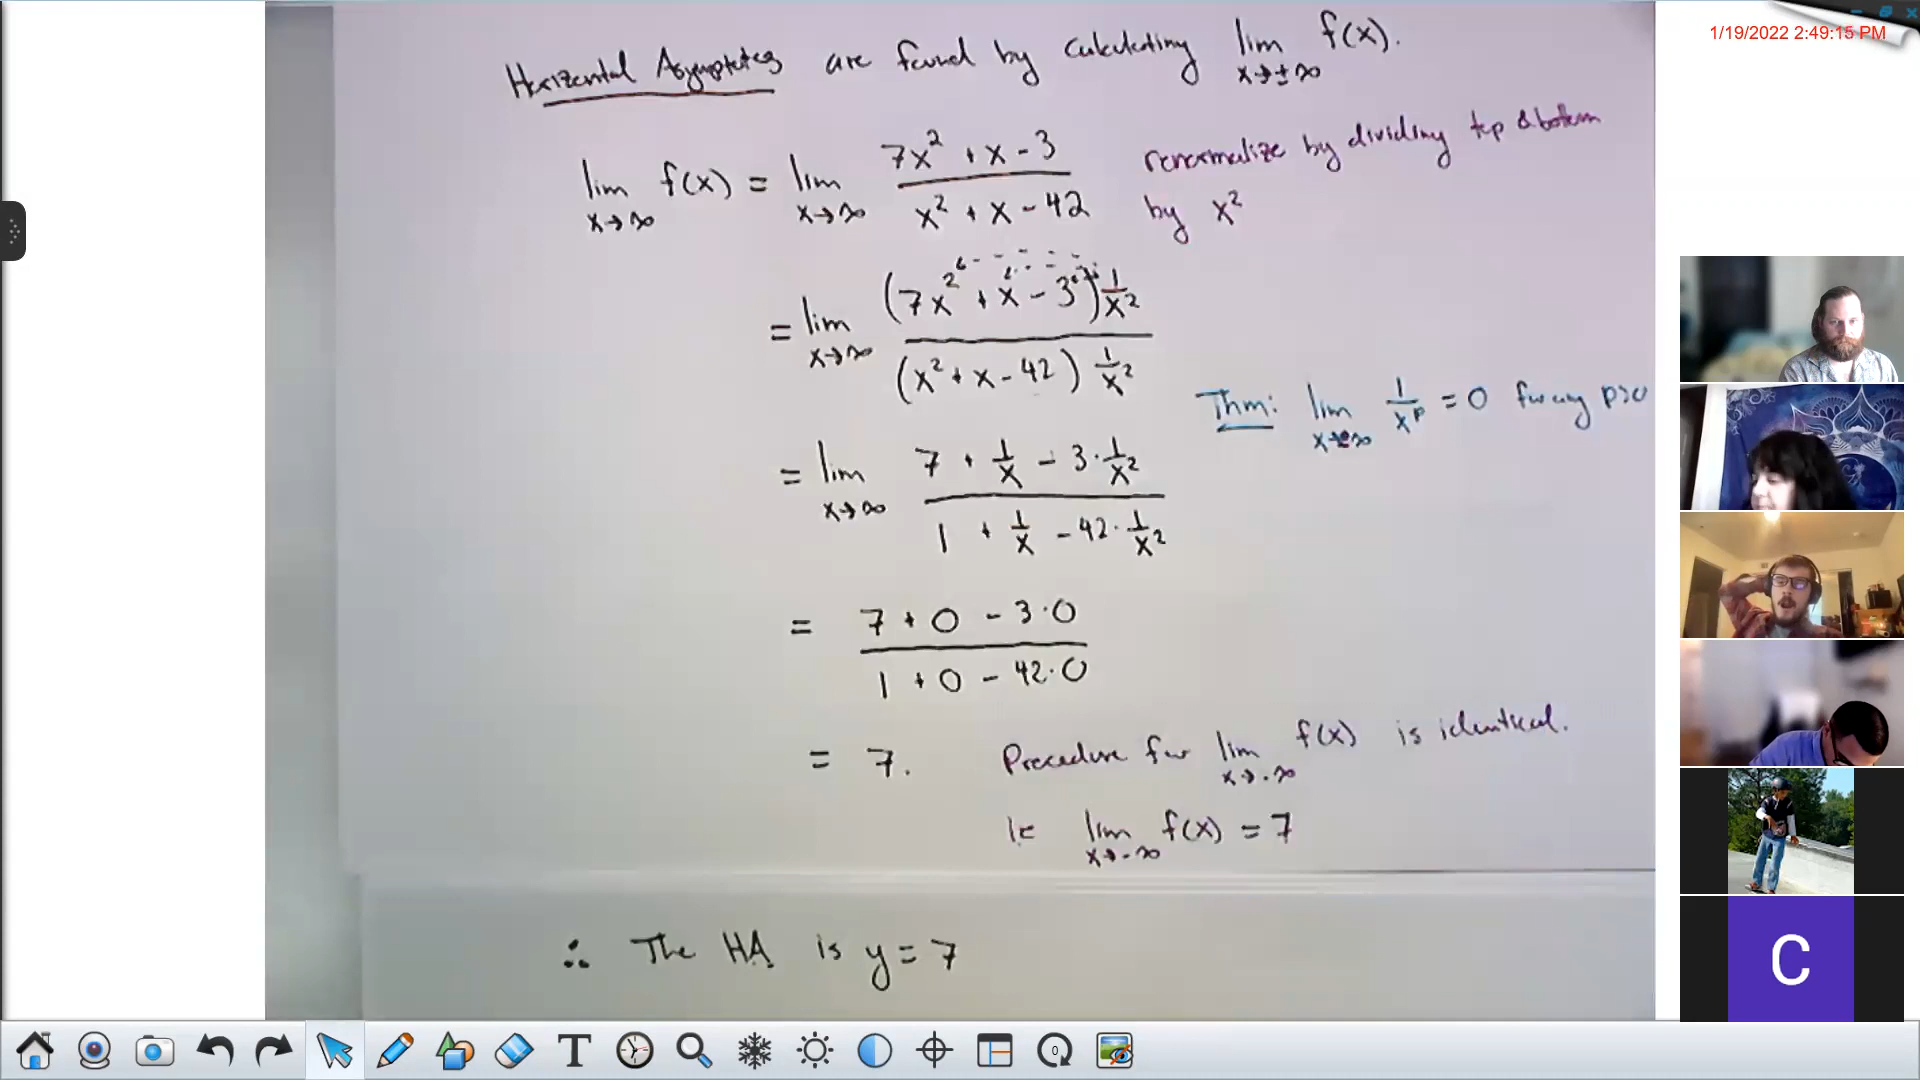 1/19/2022 2:49:15 PM
Horizontal Asymptotes are found by calculating lim x→±∞ f(x).
lim x→∞ f(x) = lim x→∞ (7x² + x - 3)/(x² + x - 42) renormalize by dividing top & bottom
by x²
= lim x→∞ ((7x² + x - 3) 1/x²)/((x² + x - 42) 1/x²)
Thm: lim x→∞ 1/xᵖ = 0 for any p>0
= lim x→∞ (7 + 1/x - 3·1/x²)/(1 + 1/x - 42·1/x²)
= (7 + 0 - 3·0)/(1 + 0 - 42·0)
= 7. Procedure for lim x→-∞ f(x) is identical.
ie lim x→-∞ f(x) = 7
∴ The HA is y = 7
C
T
0